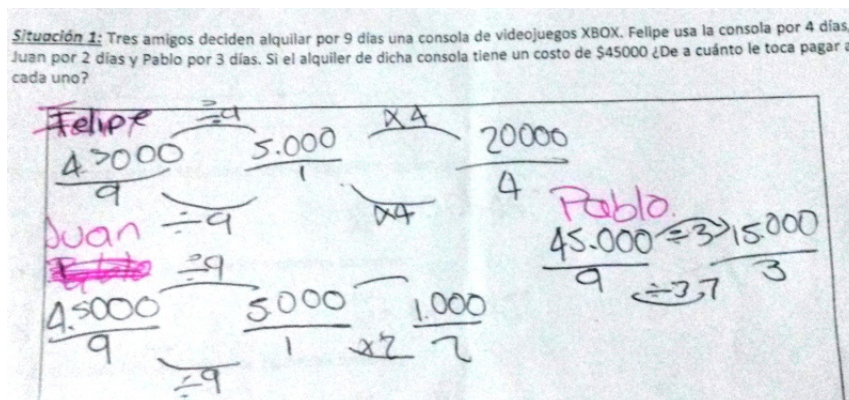 Situación 1: Tres amigos deciden alquilar por 9 días una consola de videojuegos XBOX. Felipe usa la consola por 4 días,
Juan por 2 días y Pablo por 3 días. Si el alquiler de dicha consola tiene un costo de $45000 ¿De a cuánto le toca pagar a
cada uno?
Felipe
÷9 x4
45000 5.000 20000
9 1 4
÷9 x4
Pablo.
45.000 ÷3 15.000
9 ÷3 3
Juan
÷9
4.5000 5000 1.000
9 1 x2 2
÷9